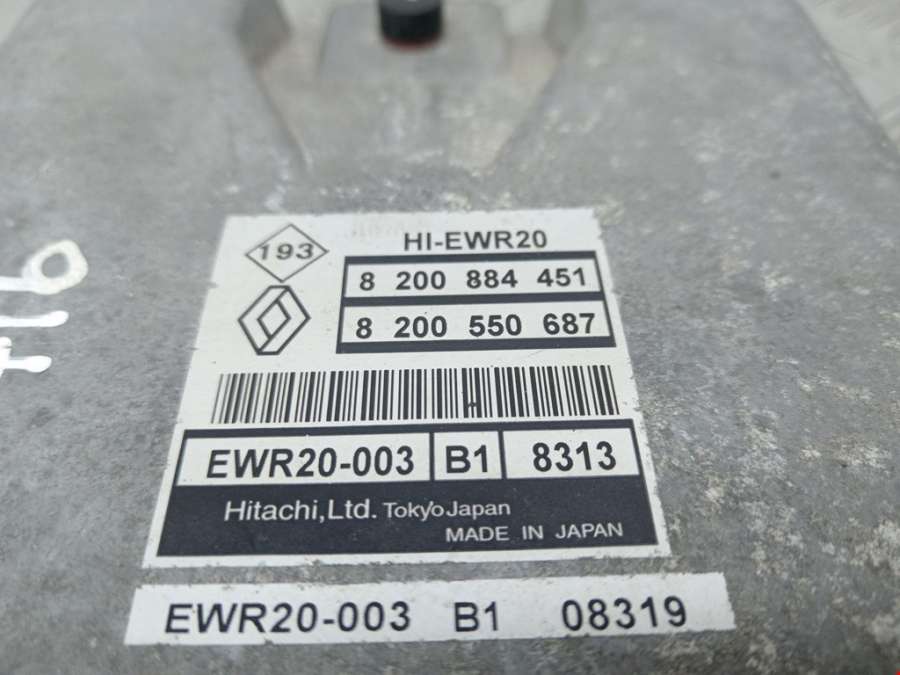 193
HI-EWR20
8 200 884 451
8 200 550 687
EWR20-003 B1 8313
Hitachi,Ltd. Tokyo Japan
MADE IN JAPAN
EWR20-003 B1 08319